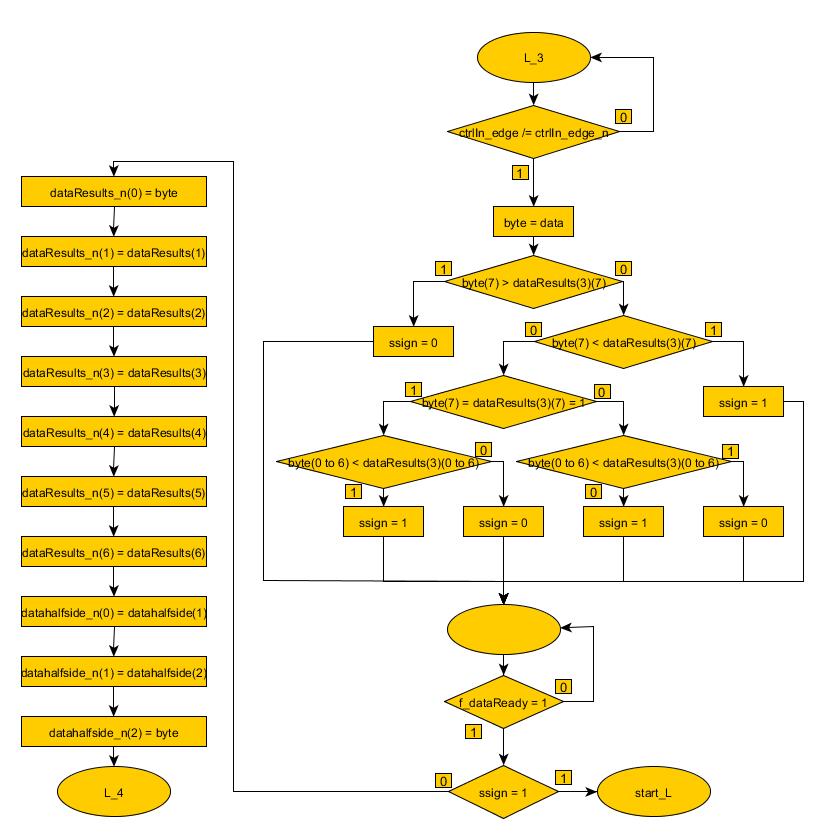 L_3
0
ctrlIn_edge /= ctrlIn_edge_n
1
byte = data
1
0
byte(7) > dataResults(3)(7)
ssign = 0
0
1
byte(7) < dataResults(3)(7)
ssign = 1
1
0
byte(7) = dataResults(3)(7) = 1
0
byte(0 to 6) < dataResults(3)(0 to 6)
1
1
byte(0 to 6) < dataResults(3)(0 to 6)
0
ssign = 1
ssign = 0
ssign = 1
ssign = 0
0
f_dataReady = 1
1
0
1
ssign = 1
start_L
dataResults_n(0) = byte
dataResults_n(1) = dataResults(1)
dataResults_n(2) = dataResults(2)
dataResults_n(3) = dataResults(3)
dataResults_n(4) = dataResults(4)
dataResults_n(5) = dataResults(5)
dataResults_n(6) = dataResults(6)
datahalfside_n(0) = datahalfside(1)
datahalfside_n(1) = datahalfside(2)
datahalfside_n(2) = byte
L_4